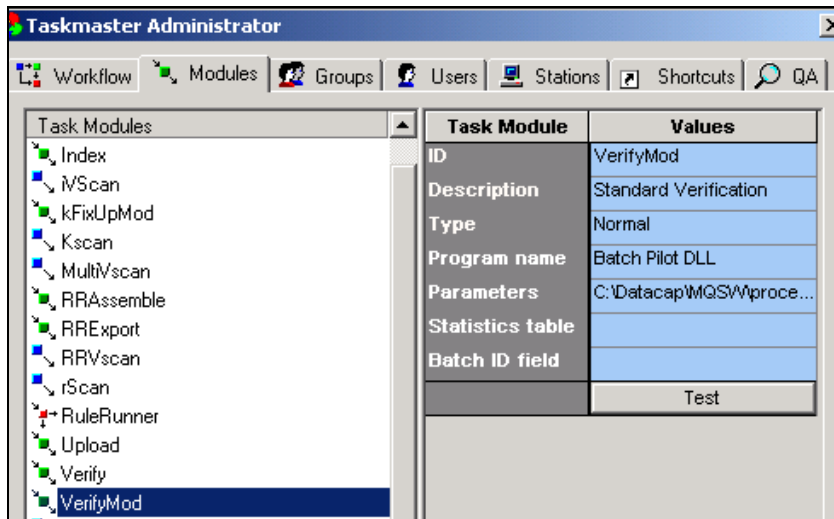 Taskmaster Administrator
Workflow Modules Groups Users Stations Shortcuts QA
Task Modules
Index
iVScan
kFixUpMod
Kscan
MultiVscan
RRAssemble
RRExport
RRVscan
rScan
RuleRunner
Upload
Verify
VerifyMod
Task Module Values
ID VerifyMod
Description Standard Verification
Type Normal
Program name Batch Pilot DLL
Parameters C:\Datacap\MQSW\proce...
Statistics table
Batch ID field
Test